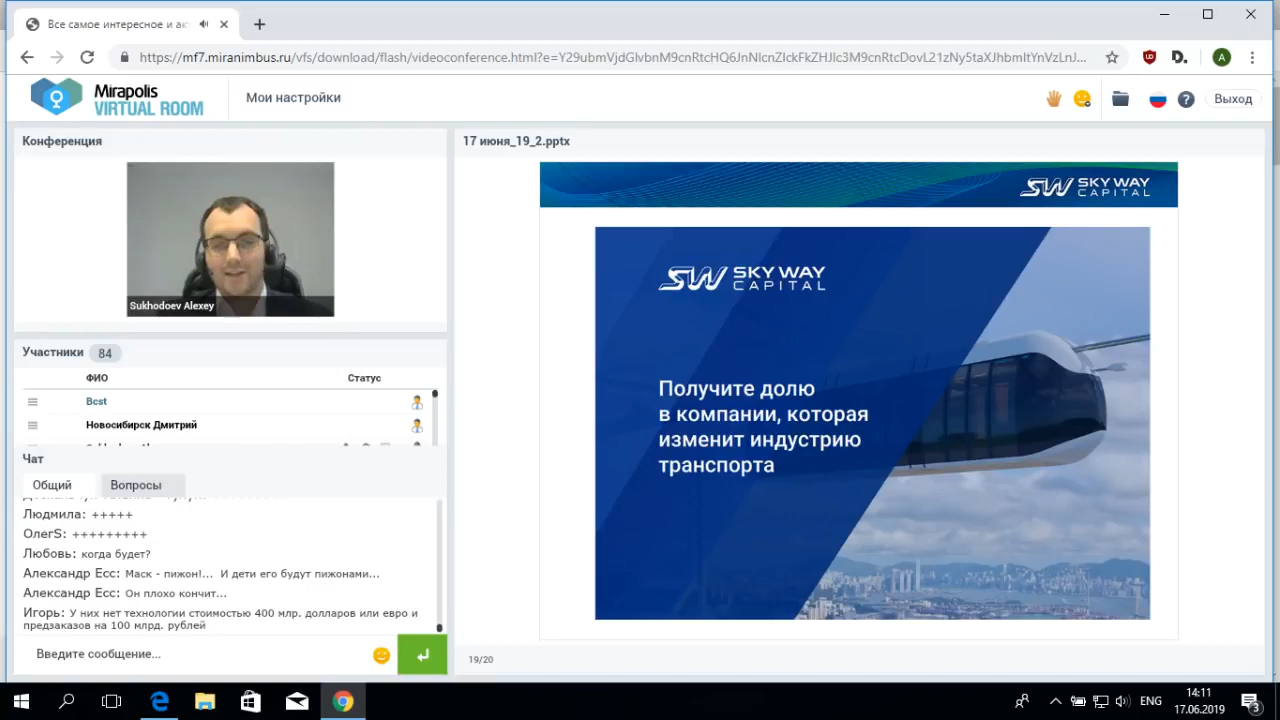 Все самое интересное и ак
https://mf7.miranimbus.ru/vfs/download/flash/videoconference.html?e=
A
Mirapolis
VIRTUAL ROOM
Мои настройки
Выход
Конференция
Sukhodoev Alexey
Участники 84
ФИО Статус
Bcst
Новосибирск Дмитрий
Чат
Общий Вопросы
Людмила: +++++
ОлегS: +++++++++
Любовь: когда будет?
Александр Есс: Маск - пижон!... И дети его будут пижонами...
Александр Есс: Он плохо кончит...
Игорь: У них нет технологии стоимостью 400 млр. долларов или евро и
предзаказов на 100 млрд. рублей
Введите сообщение...
17 июня_19_2.pptx
SW SKY WAY
CAPITAL
SW SKY WAY
CAPITAL
Получите долю
в компании, которая
изменит индустрию
транспорта
19/20
ENG
14:11
17.06.2019
3